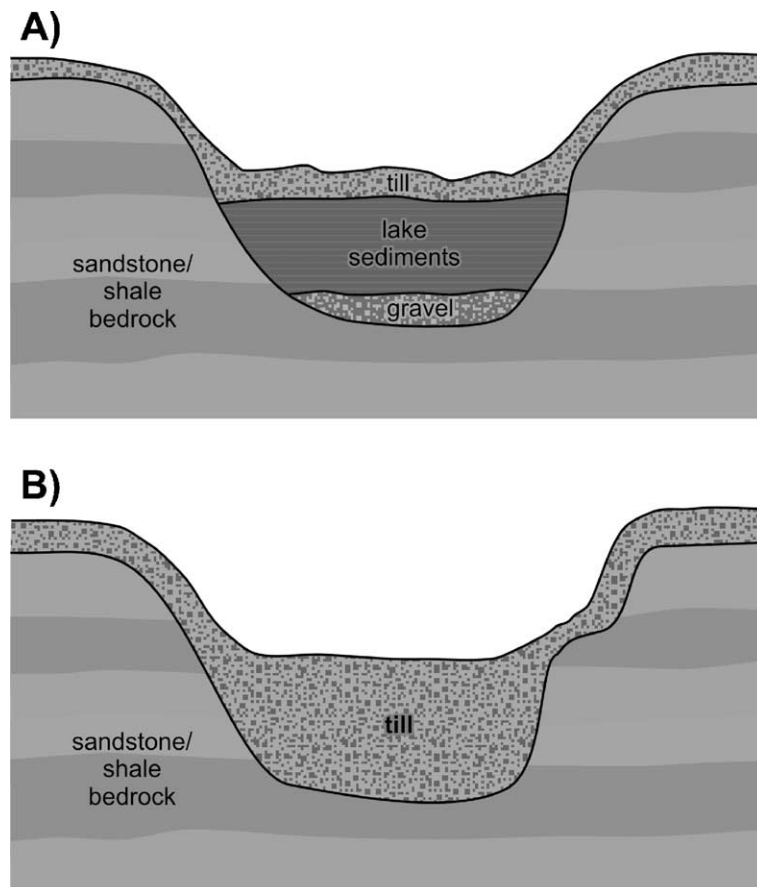 A)
till
lake
sediments
sandstone/
shale
bedrock
gravel
B)
till
sandstone/
shale
bedrock